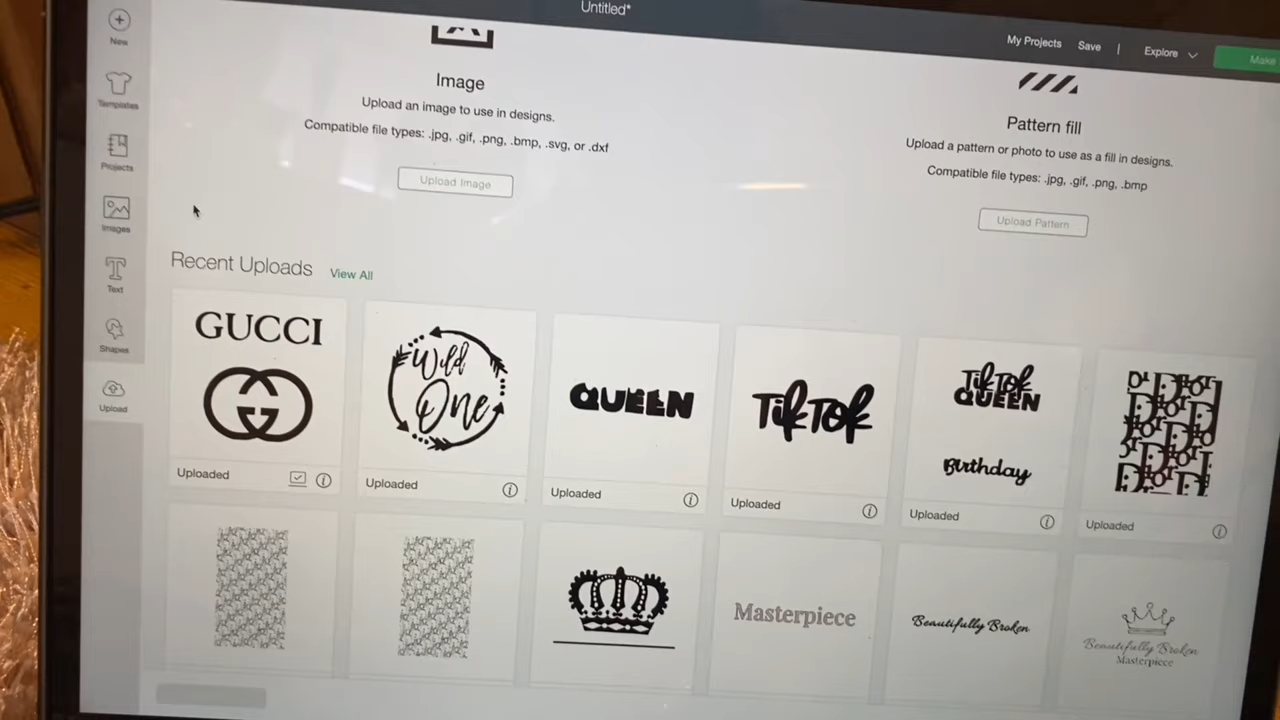 Untitled*
My Projects Save | Explore Make
New
Templates
Projects
Images
Text
Shapes
Upload
Image
Upload an image to use in designs.
Compatible file types: .jpg, .gif, .png, .bmp, .svg, or .dxf
Upload Image
Pattern fill
Upload a pattern or photo to use as a fill in designs.
Compatible file types: .jpg, .gif, .png, .bmp
Upload Pattern
Recent Uploads View All
GUCCI
Wild
One
QUEEN
TikTok
TikTok
QUEEN
Birthday
Dior
Uploaded
Uploaded
Uploaded
Uploaded
Uploaded
Uploaded
Masterpiece
Beautifully Broken
Beautifully Broken
Masterpiece